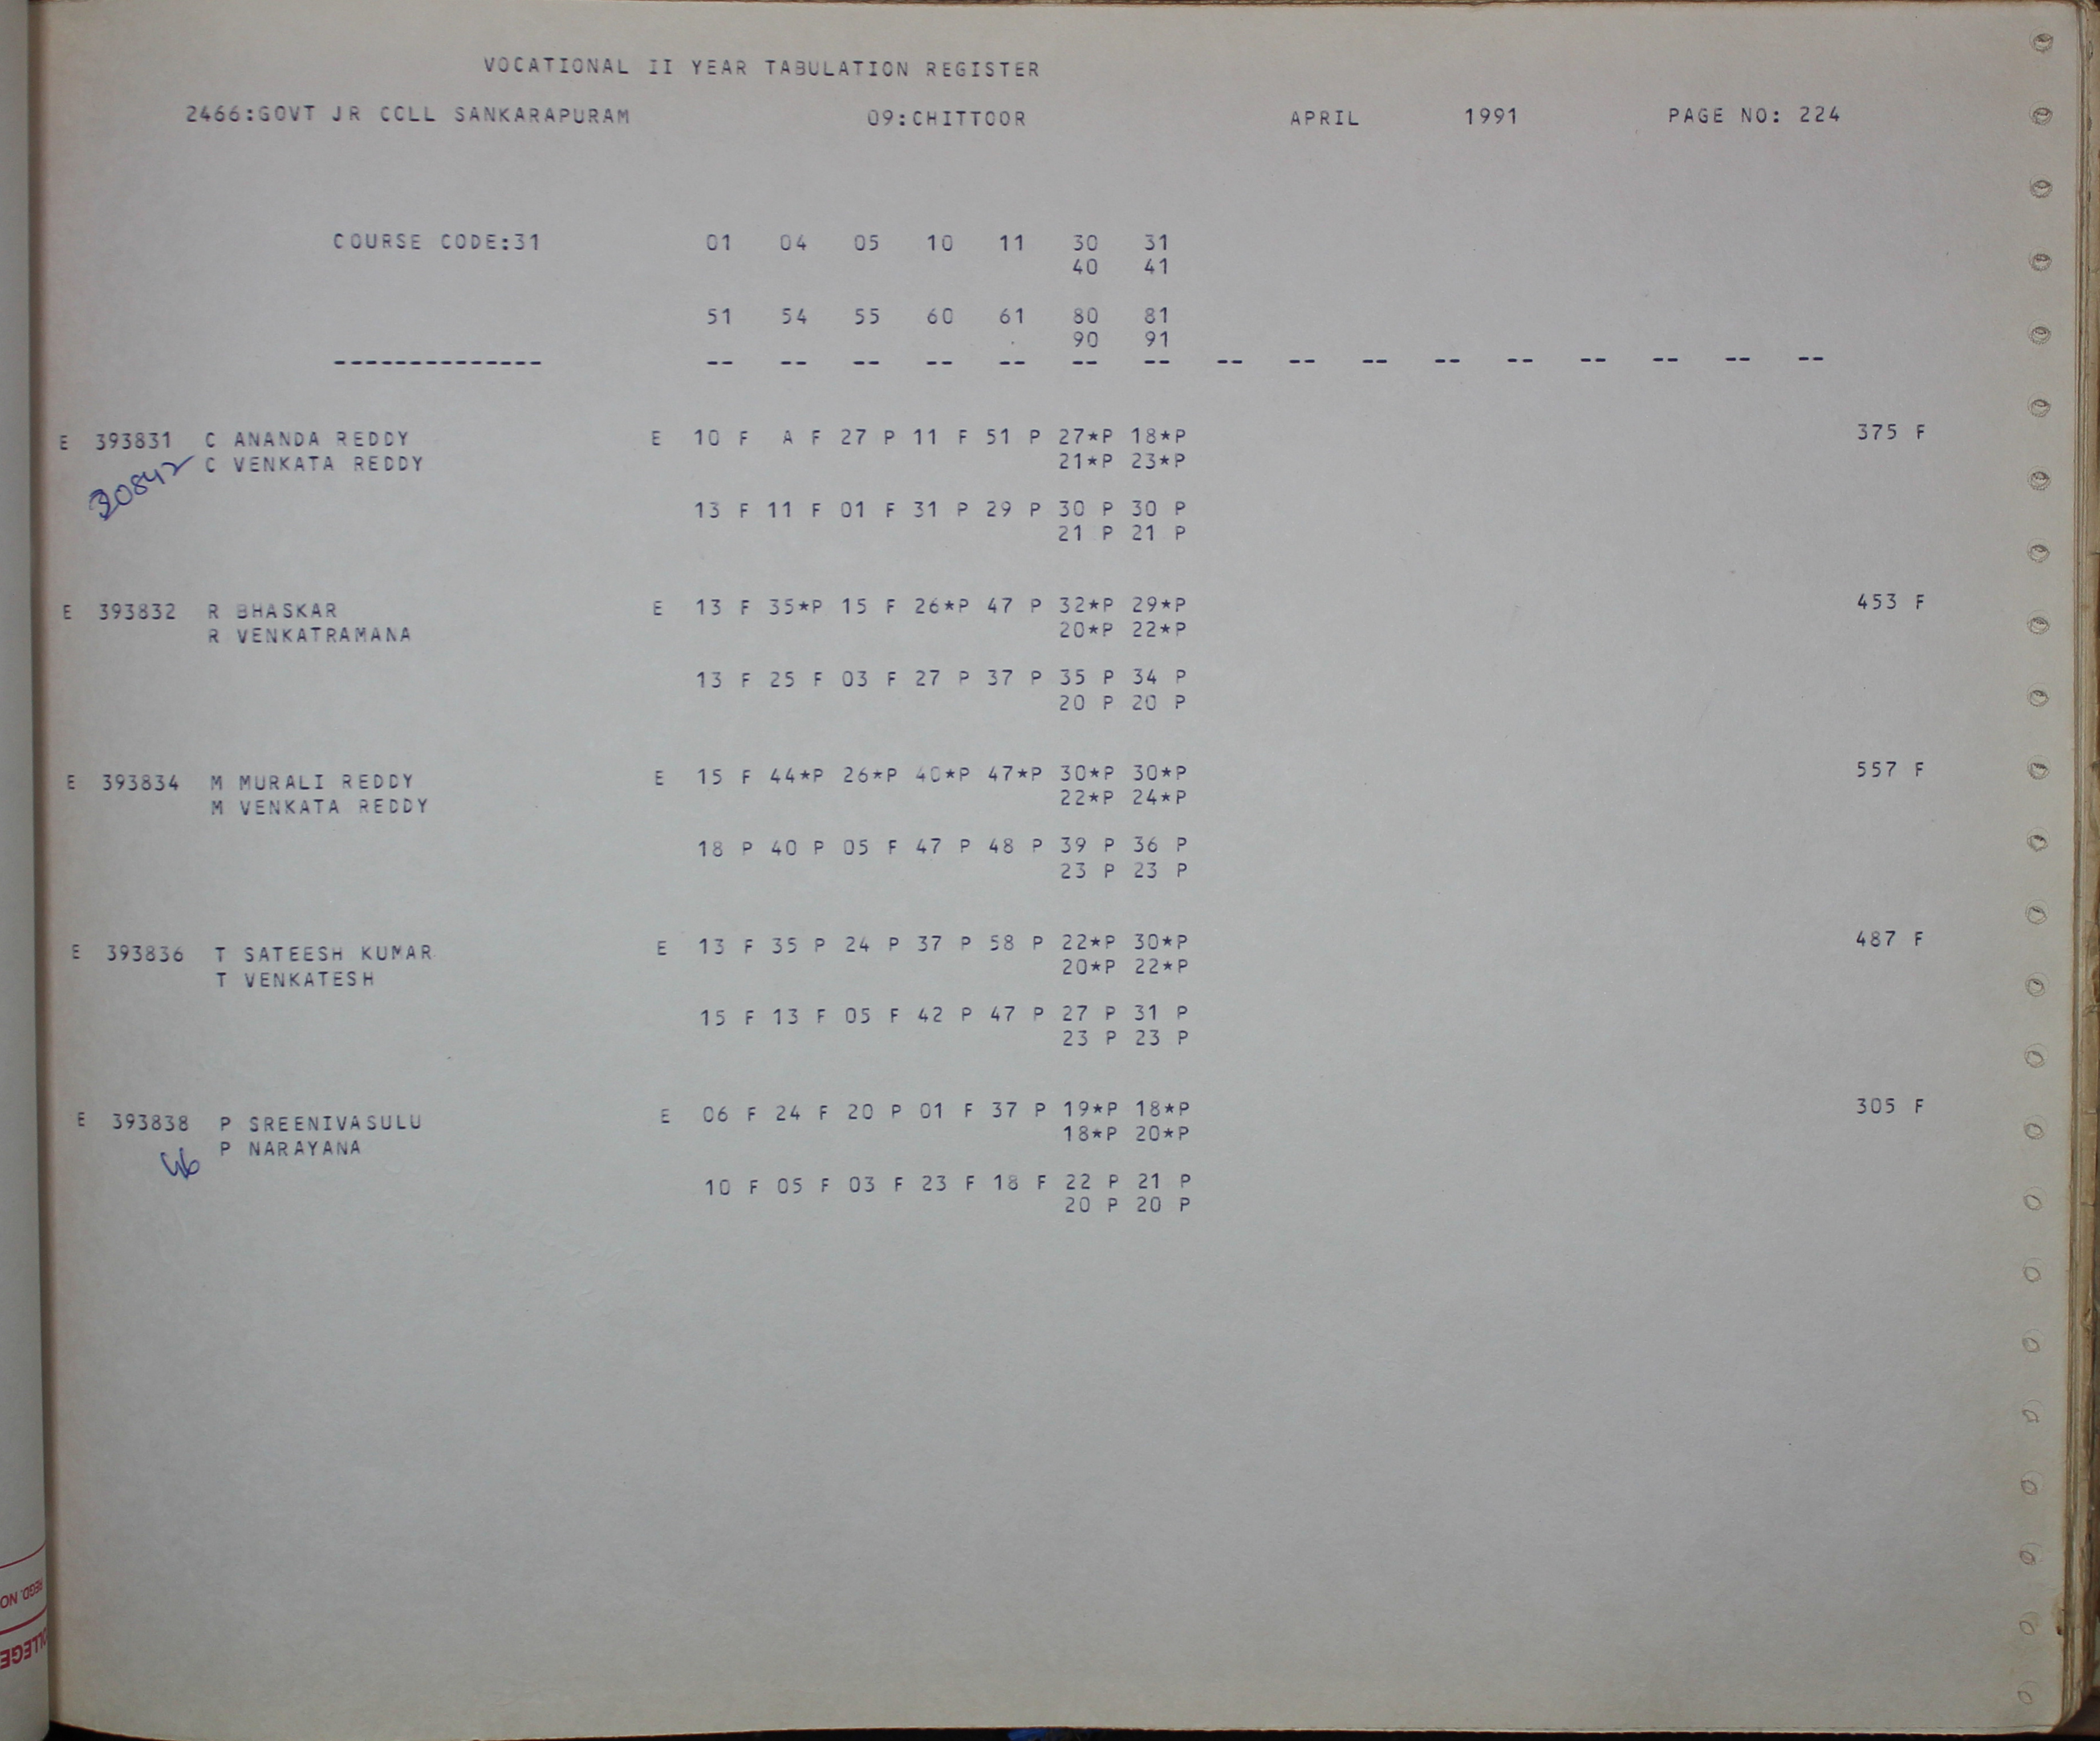 VOCATIONAL II YEAR TABULATION REGISTER
2466:GOVT JR COLL SANKARAPURAM 09:CHITTOOR APRIL 1991 PAGE NO: 224
COURSE CODE:31 01 04 05 10 11 30 31
40 41
51 54 55 60 61 80 81
90 91
-------------- -- -- -- -- -- -- -- -- -- -- -- -- -- -- -- --
E 393831 C ANANDA REDDY E 10 F A F 27 P 11 F 51 P 27*P 18*P 375 F
C VENKATA REDDY 21*P 23*P
13 F 11 F 01 F 31 P 29 P 30 P 30 P
21 P 21 P
E 393832 R BHASKAR E 13 F 35*P 15 F 26*P 47 P 32*P 29*P 453 F
R VENKATRAMANA 20*P 22*P
13 F 25 F 03 F 27 P 37 P 35 P 34 P
20 P 20 P
E 393834 M MURALI REDDY E 15 F 44*P 26*P 40*P 47*P 30*P 30*P 557 F
M VENKATA REDDY 22*P 24*P
18 P 40 P 05 F 47 P 48 P 39 P 36 P
23 P 23 P
E 393836 T SATEESH KUMAR E 13 F 35 P 24 P 37 P 58 P 22*P 30*P 487 F
T VENKATESH 20*P 22*P
15 F 13 F 05 F 42 P 47 P 27 P 31 P
23 P 23 P
E 393838 P SREENIVASULU E 06 F 24 F 20 P 01 F 37 P 19*P 18*P 305 F
P NARAYANA 18*P 20*P
46
10 F 05 F 03 F 23 F 18 F 22 P 21 P
20 P 20 P
REGD. NO